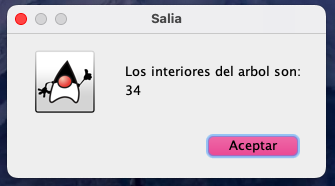 Salia
Los interiores del arbol son:
34
Aceptar